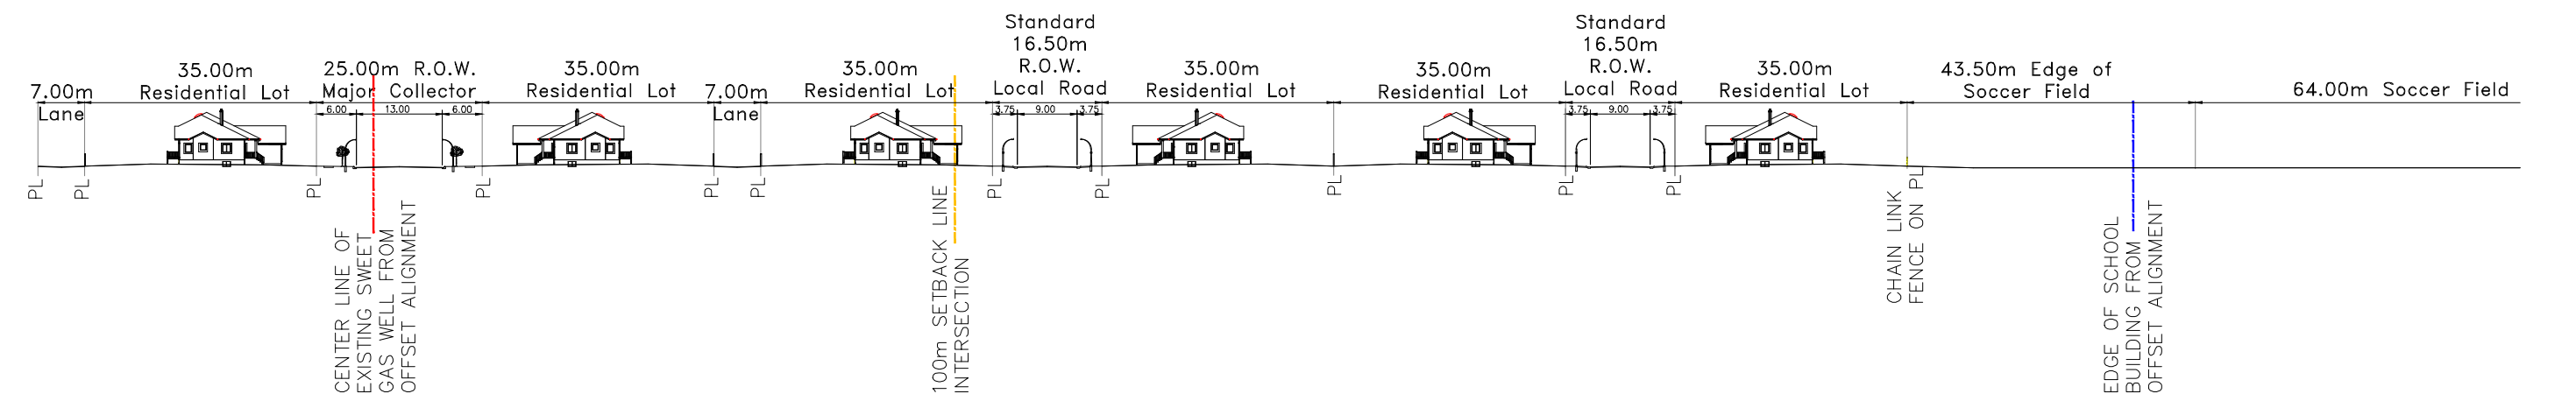 7.00m
Lane
35.00m
Residential Lot
25.00m R.O.W.
Major Collector
6.00 13.00 6.00
35.00m
Residential Lot
7.00m
Lane
35.00m
Residential Lot
Standard
16.50m
R.O.W.
Local Road
3.75 9.00 3.75
35.00m
Residential Lot
35.00m
Residential Lot
Standard
16.50m
R.O.W.
Local Road
3.75 9.00 3.75
35.00m
Residential Lot
43.50m Edge of
Soccer Field
64.00m Soccer Field
PL
PL
PL
PL
PL
PL
PL
PL
PL
PL
PL
CENTER LINE OF
EXISTING SWEET
GAS WELL FROM
OFFSET ALIGNMENT
100m SETBACK LINE
INTERSECTION
CHAIN LINK
FENCE ON PL
EDGE OF SCHOOL
BUILDING FROM
OFFSET ALIGNMENT